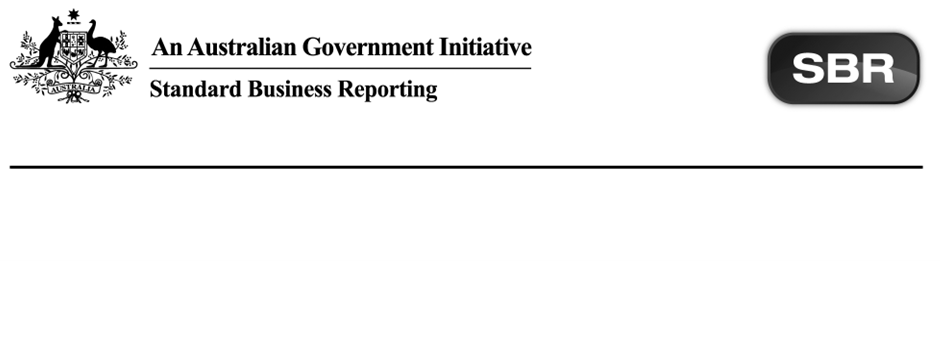 An Australian Government Initiative
Standard Business Reporting
SBR
AUSTRALIA